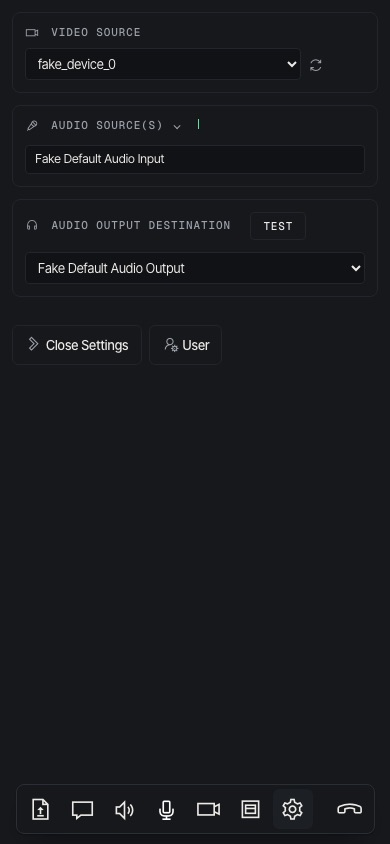 VIDEO SOURCE
fake_device_0
AUDIO SOURCE(S)
Fake Default Audio Input
AUDIO OUTPUT DESTINATION TEST
Fake Default Audio Output
Close Settings User